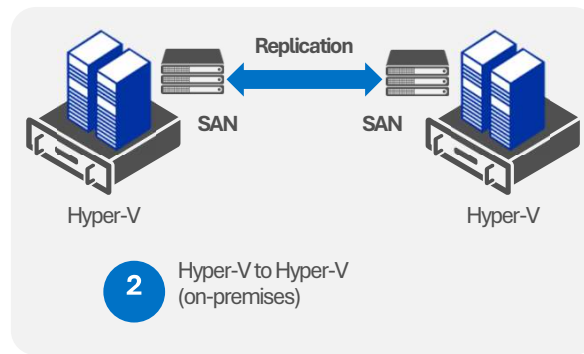 Replication
SAN
SAN
Hyper-V
Hyper-V
2
Hyper-V to Hyper-V
(on-premises)